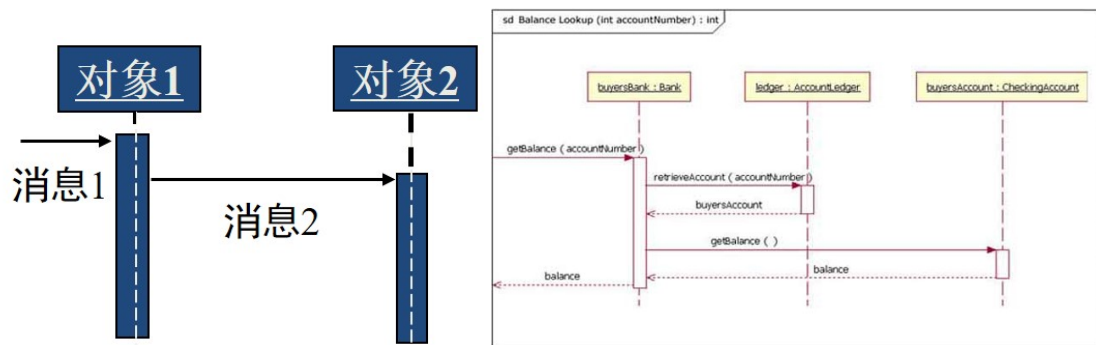 对象1
对象2
消息1
消息2
sd Balance Lookup (int accountNumber) : int
buyersBank : Bank
ledger : AccountLedger
buyersAccount : CheckingAccount
getBalance ( accountNumber )
retrieveAccount ( accountNumber )
buyersAccount
getBalance ( )
balance
balance